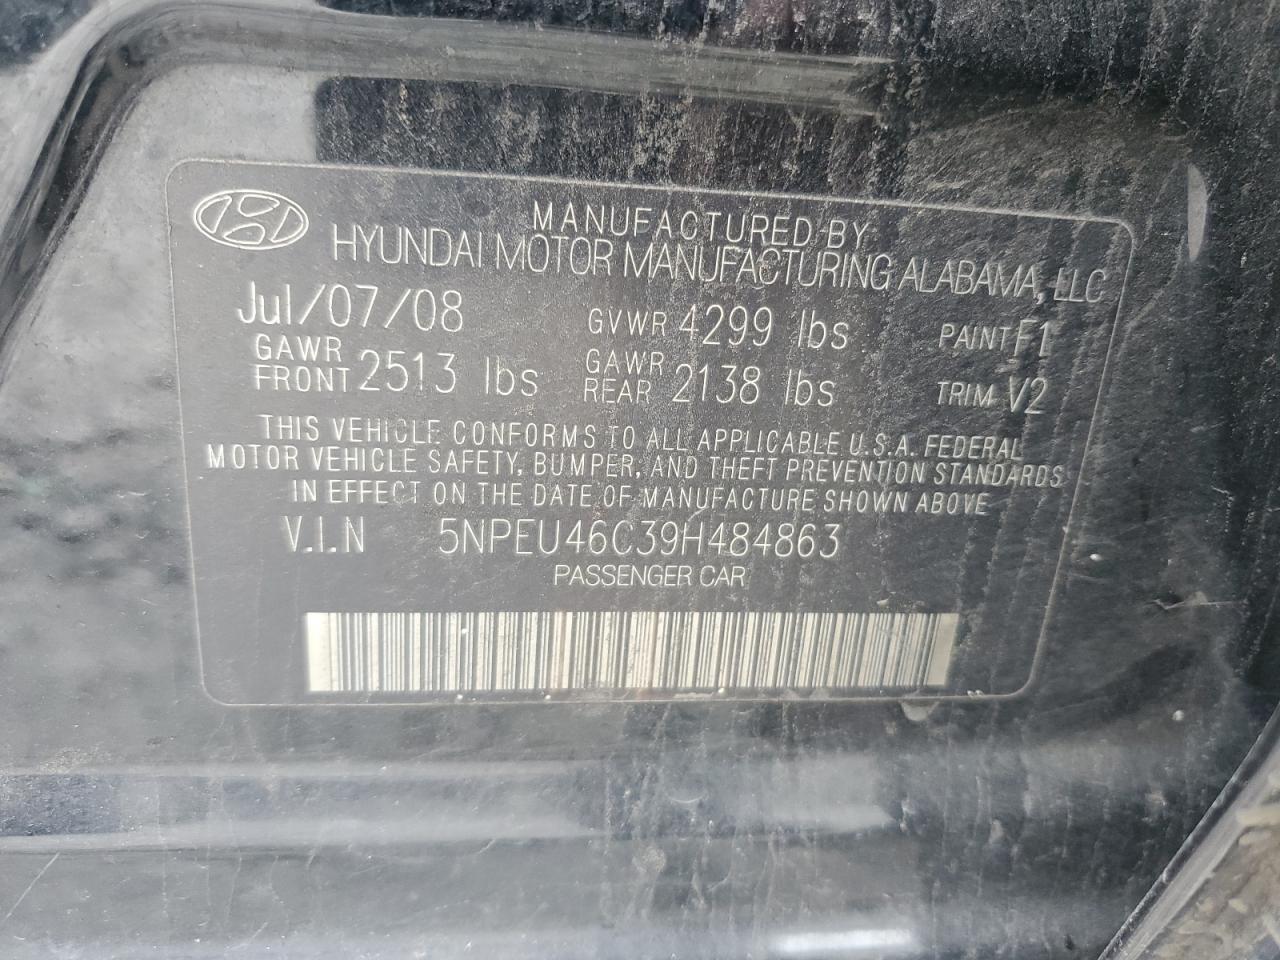 MANUFACTURED BY
HYUNDAI MOTOR MANUFACTURING ALABAMA, LLC
Jul/07/08 GVWR 4299 lbs PAINT F1
GAWR FRONT 2513 lbs GAWR REAR 2138 lbs TRIM V2
THIS VEHICLE CONFORMS TO ALL APPLICABLE U.S.A. FEDERAL
MOTOR VEHICLE SAFETY, BUMPER, AND THEFT PREVENTION STANDARDS
IN EFFECT ON THE DATE OF MANUFACTURE SHOWN ABOVE
V.I.N 5NPEU46C39H484863
PASSENGER CAR